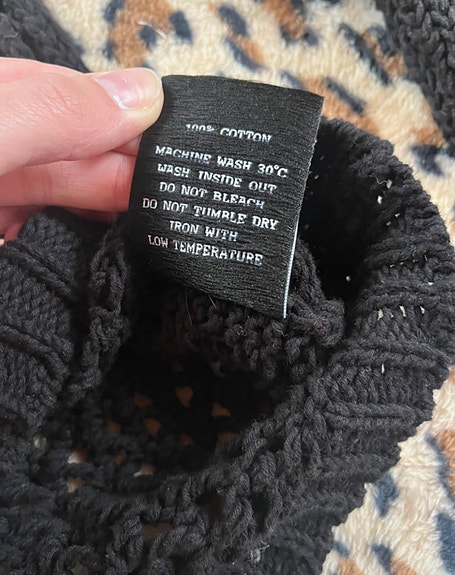 100% COTTON
MACHINE WASH 30°C
WASH INSIDE OUT
DO NOT BLEACH
DO NOT TUMBLE DRY
IRON WITH
LOW TEMPERATURE